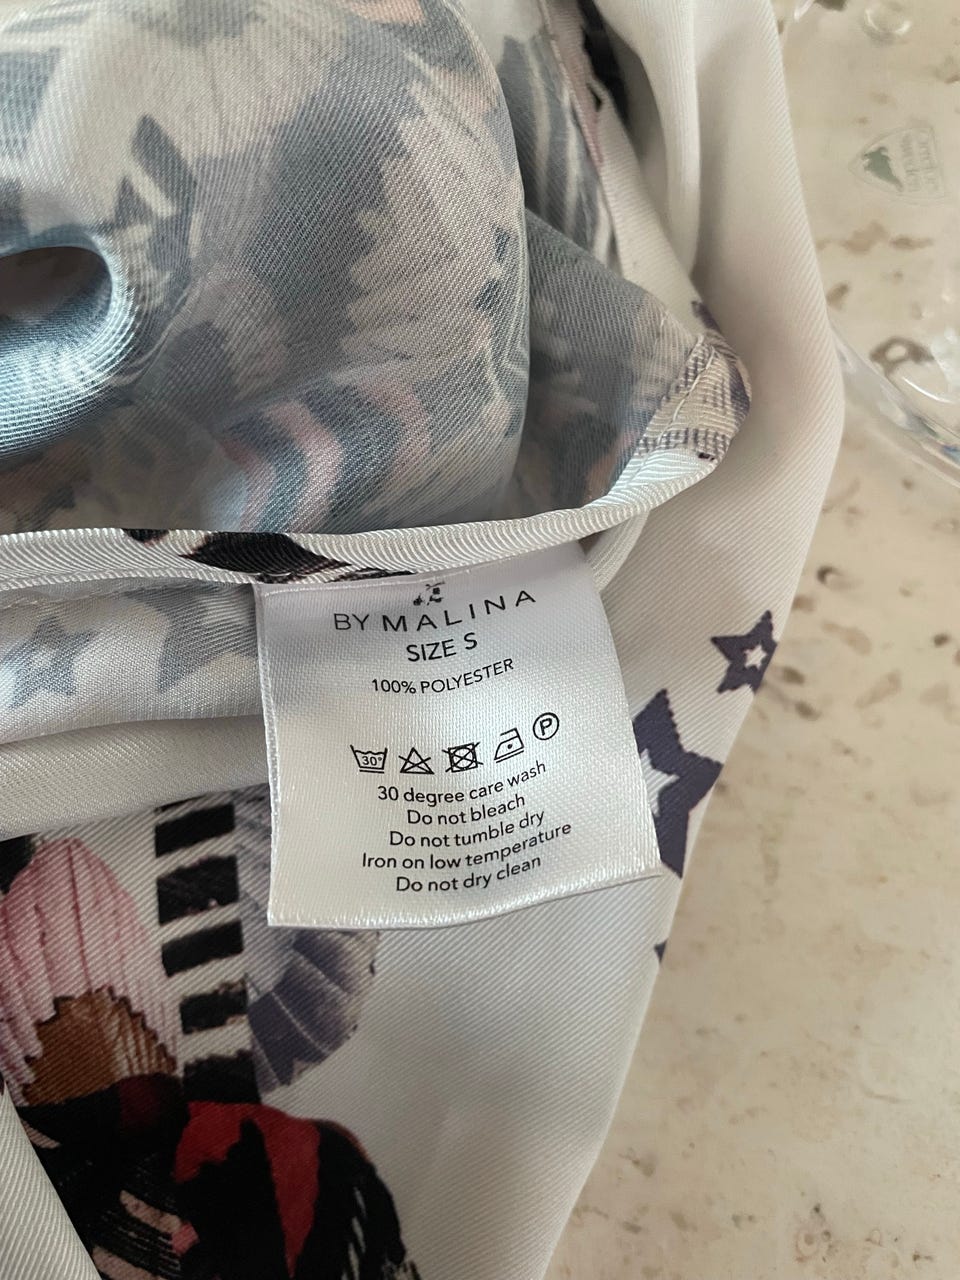 BY MALINA
SIZE S
100% POLYESTER
30°
P
30 degree care wash
Do not bleach
Do not tumble dry
Iron on low temperature
Do not dry clean